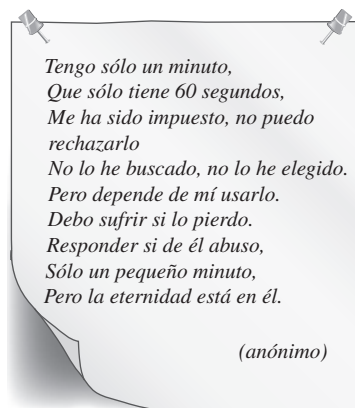 Tengo sólo un minuto,
Que sólo tiene 60 segundos,
Me ha sido impuesto, no puedo
rechazarlo
No lo he buscado, no lo he elegido.
Pero depende de mí usarlo.
Debo sufrir si lo pierdo.
Responder si de él abuso,
Sólo un pequeño minuto,
Pero la eternidad está en él.
(anónimo)